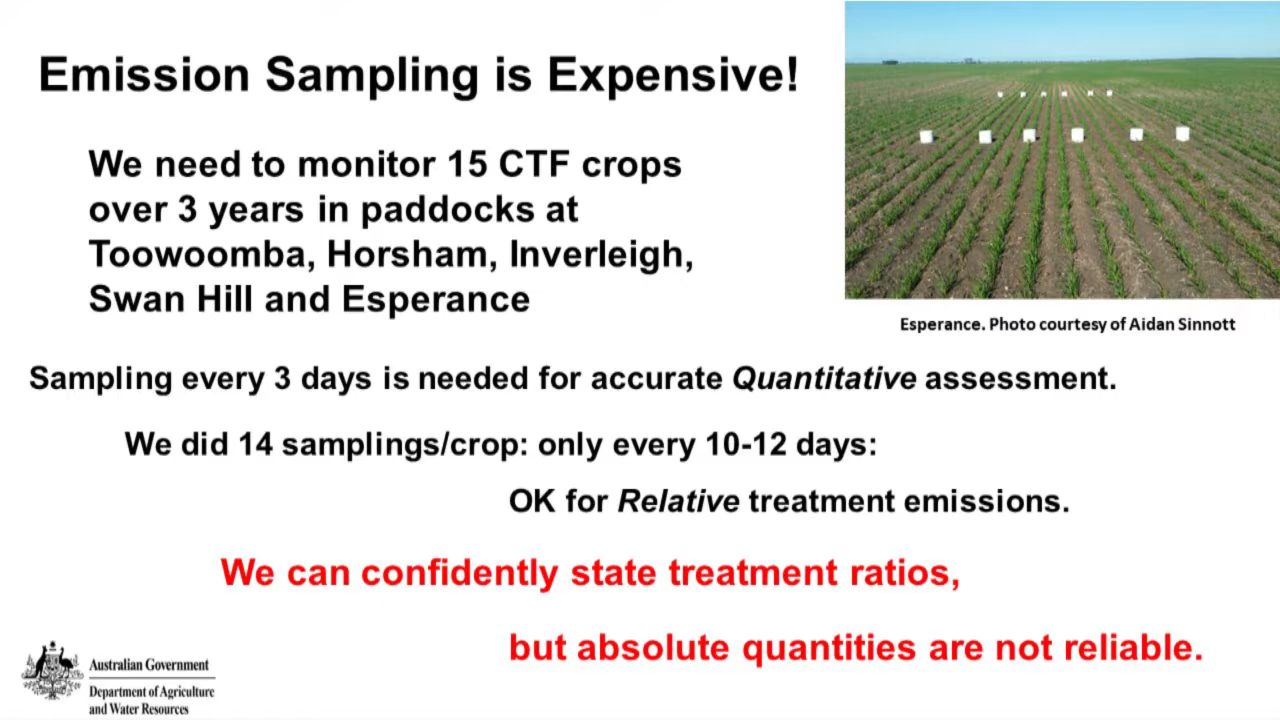 Emission Sampling is Expensive!
We need to monitor 15 CTF crops
over 3 years in paddocks at
Toowoomba, Horsham, Inverleigh,
Swan Hill and Esperance
Esperance. Photo courtesy of Aidan Sinnott
Sampling every 3 days is needed for accurate Quantitative assessment.
We did 14 samplings/crop: only every 10-12 days:
OK for Relative treatment emissions.
We can confidently state treatment ratios,
but absolute quantities are not reliable.
Australian Government
Department of Agriculture
and Water Resources